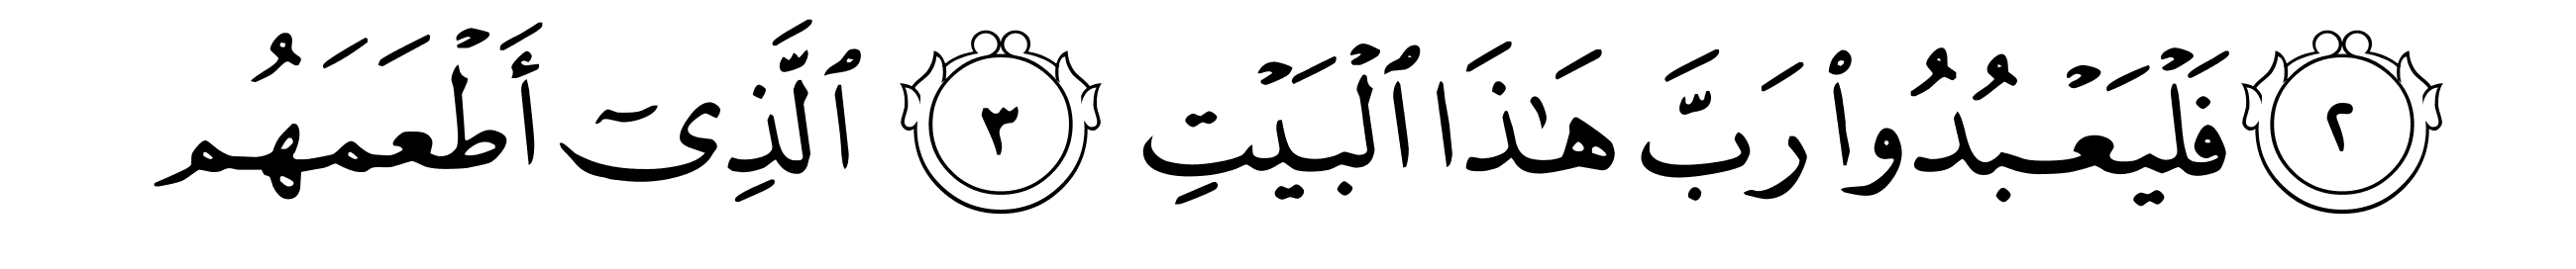 ٢ فَلْيَعْبُدُوا۟ رَبَّ هَـٰذَا ٱلْبَيْتِ ٣ ٱلَّذِىٓ أَطْعَمَهُم